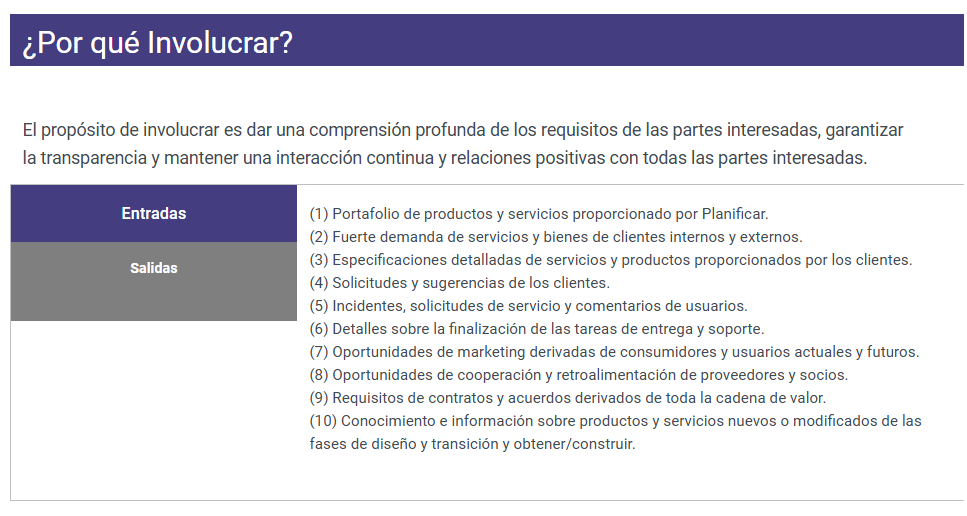 ¿Por qué Involucrar?
El propósito de involucrar es dar una comprensión profunda de los requisitos de las partes interesadas, garantizar
la transparencia y mantener una interacción continua y relaciones positivas con todas las partes interesadas.
Entradas
Salidas
(1) Portafolio de productos y servicios proporcionado por Planificar.
(2) Fuerte demanda de servicios y bienes de clientes internos y externos.
(3) Especificaciones detalladas de servicios y productos proporcionados por los clientes.
(4) Solicitudes y sugerencias de los clientes.
(5) Incidentes, solicitudes de servicio y comentarios de usuarios.
(6) Detalles sobre la finalización de las tareas de entrega y soporte.
(7) Oportunidades de marketing derivadas de consumidores y usuarios actuales y futuros.
(8) Oportunidades de cooperación y retroalimentación de proveedores y socios.
(9) Requisitos de contratos y acuerdos derivados de toda la cadena de valor.
(10) Conocimiento e información sobre productos y servicios nuevos o modificados de las
fases de diseño y transición y obtener/construir.